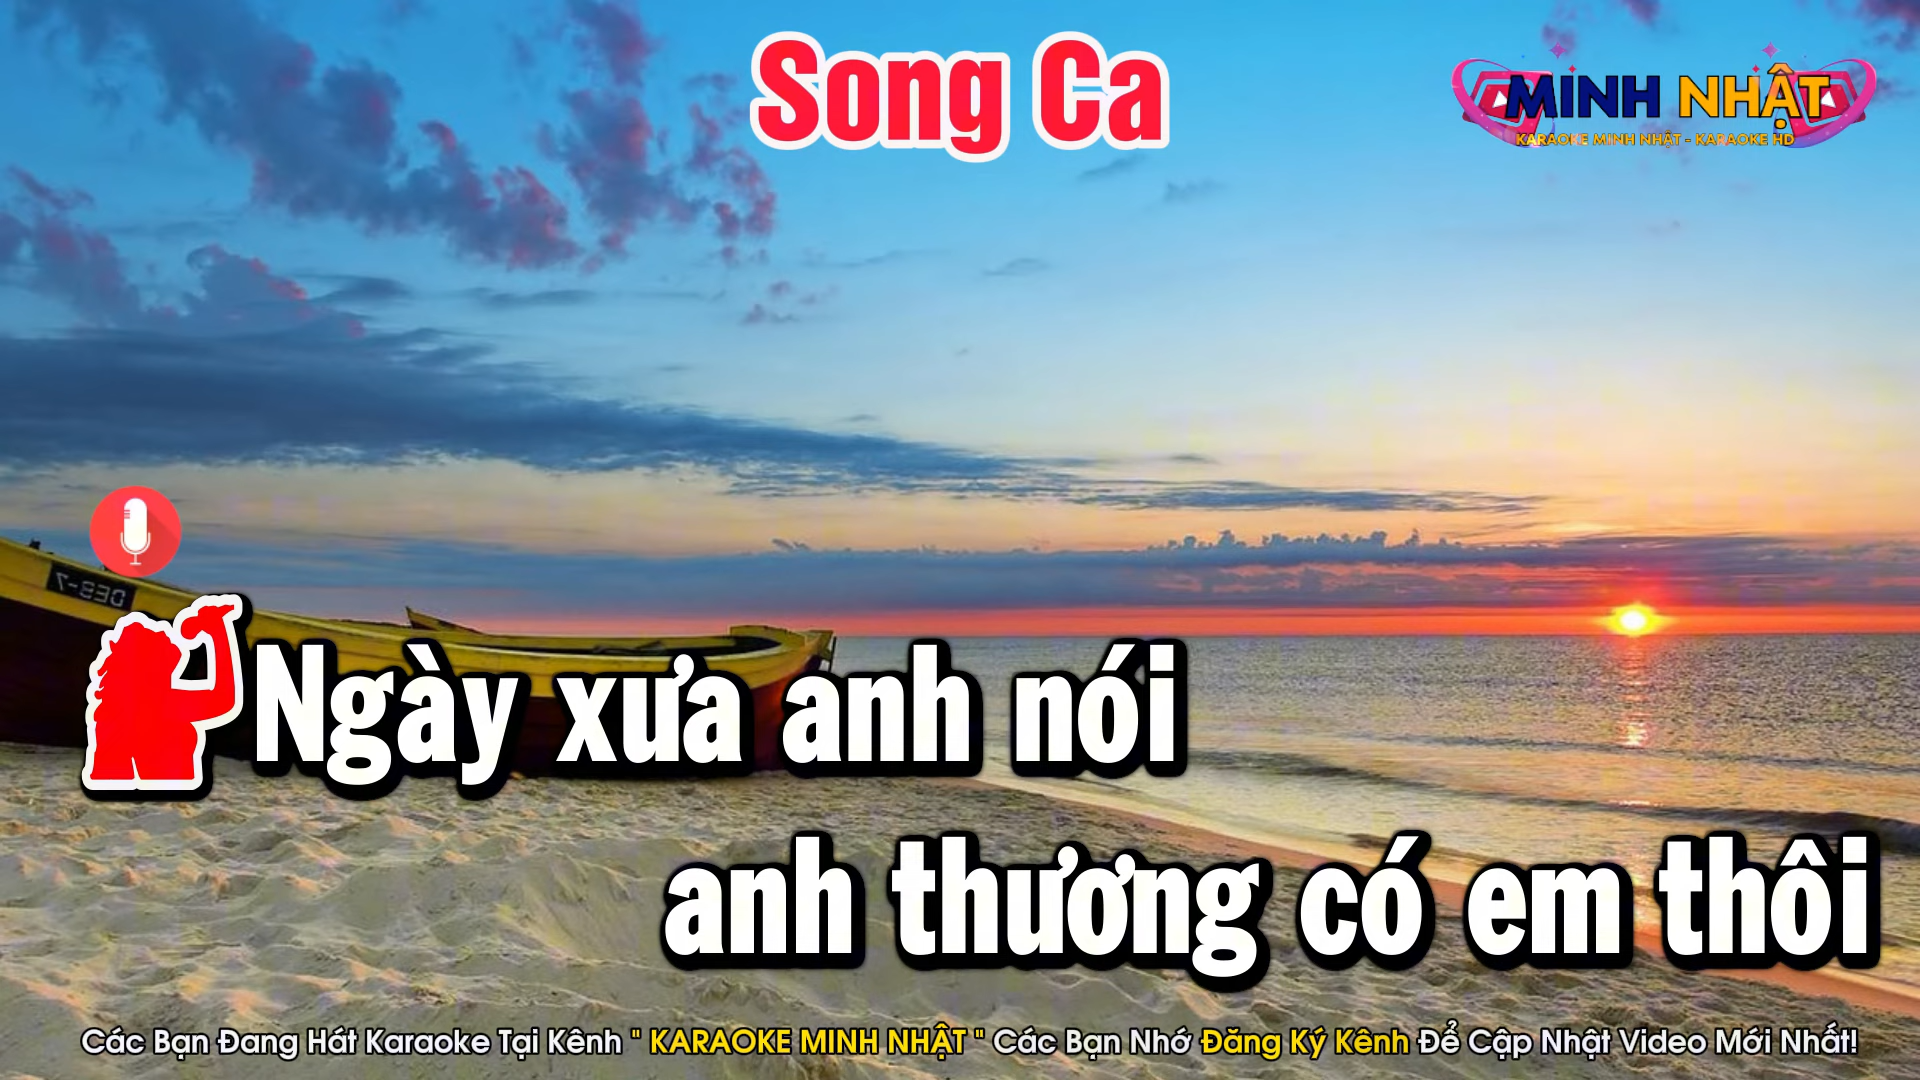 Song Ca
MINH NHẬT
KARAOKE MINH NHẬT - KARAOKE HD
DEB-7
Ngày xưa anh nói
anh thương có em thôi
Các Bạn Đang Hát Karaoke Tại Kênh " KARAOKE MINH NHẬT " Các Bạn Nhớ Đăng Ký Kênh Để Cập Nhật Video Mới Nhất!